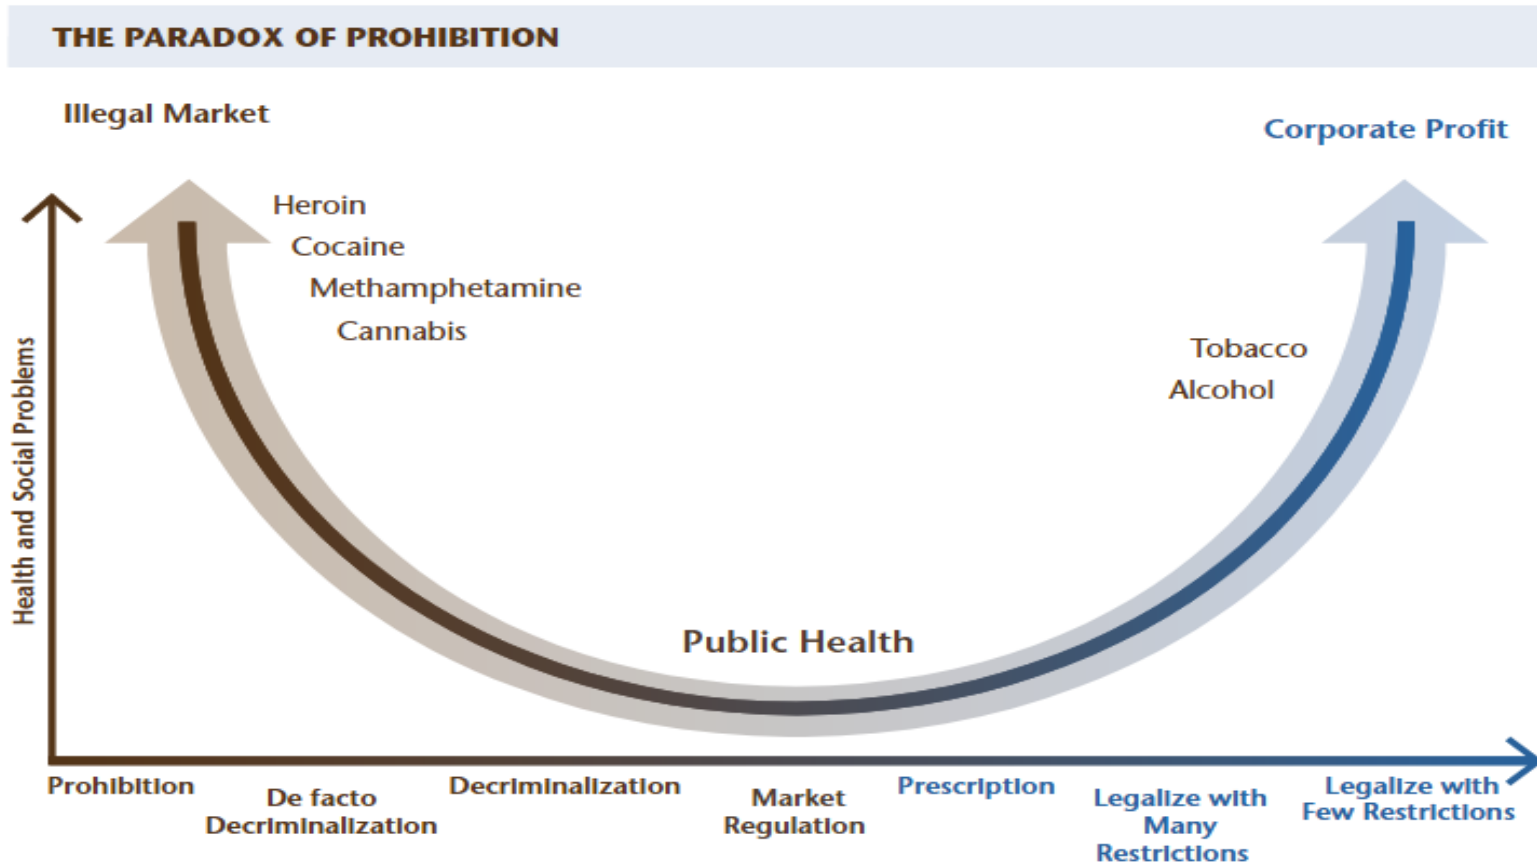 THE PARADOX OF PROHIBITION
Illegal Market
Corporate Profit
Heroin
Cocaine
Methamphetamine
Cannabis
Tobacco
Alcohol
Health and Social Problems
Public Health
Prohibition
De facto
Decriminalization
Decriminalization
Market
Regulation
Prescription
Legalize with
Many
Restrictions
Legalize with
Few Restrictions